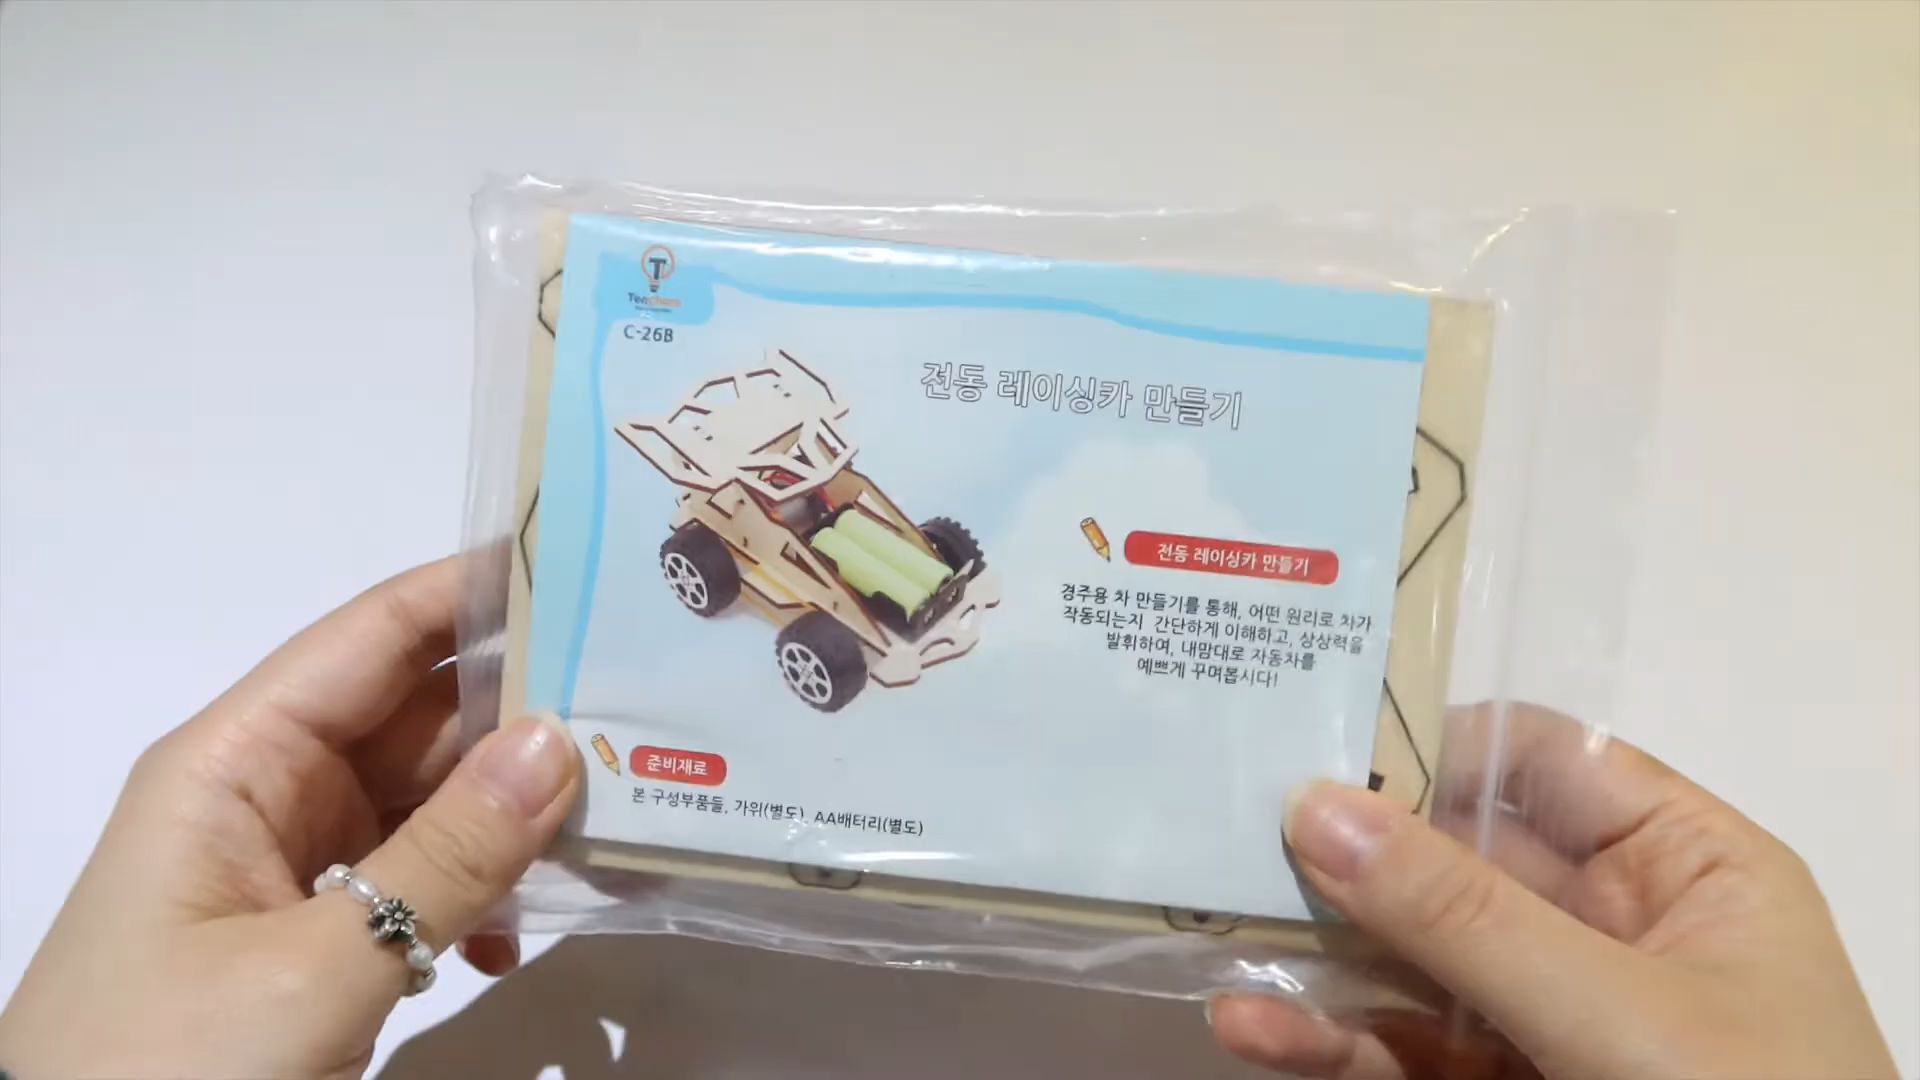 Tenchers
C-26B
전동 레이싱카 만들기
전동 레이싱카 만들기
경주용 차 만들기를 통해, 어떤 원리로 차가
작동되는지 간단하게 이해하고, 상상력을
발휘하여, 내맘대로 자동차를
예쁘게 꾸며봅시다!
준비재료
본 구성부품들, 가위(별도), AA배터리(별도)